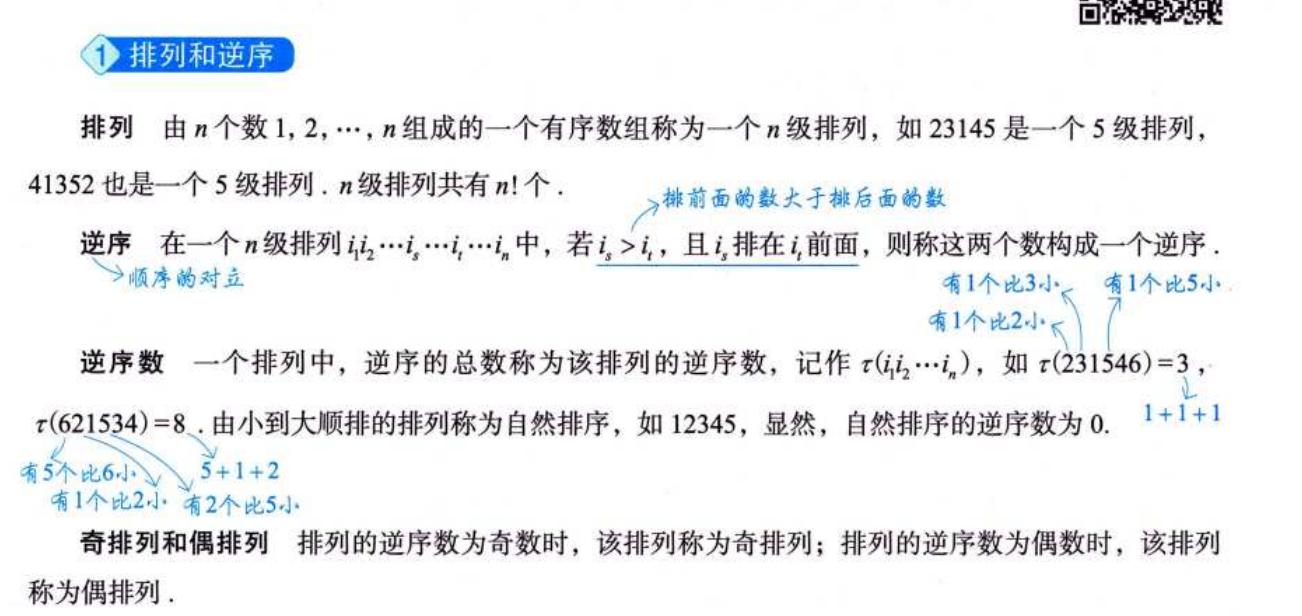 1 排列和逆序
排列 由 n 个数 1, 2, ⋯, n 组成的一个有序数组称为一个 n 级排列，如 23145 是一个 5 级排列，
41352 也是一个 5 级排列．n 级排列共有 n! 个．
排前面的数大于排后面的数
逆序 在一个 n 级排列 i₁i₂⋯iₛ⋯iₜ⋯iₙ 中，若 iₛ＞iₜ，且 iₛ 排在 iₜ 前面，则称这两个数构成一个逆序．
顺序的对立
有1个比3小 有1个比5小
有1个比2小
逆序数 一个排列中，逆序的总数称为该排列的逆序数，记作 τ(i₁i₂⋯iₙ)，如 τ(231546)=3，
1+1+1
τ(621534)=8．由小到大顺排的排列称为自然排序，如 12345，显然，自然排序的逆序数为 0.
有5个比6小 5+1+2
有1个比2小 有2个比5小
奇排列和偶排列 排列的逆序数为奇数时，该排列称为奇排列；排列的逆序数为偶数时，该排列
称为偶排列．